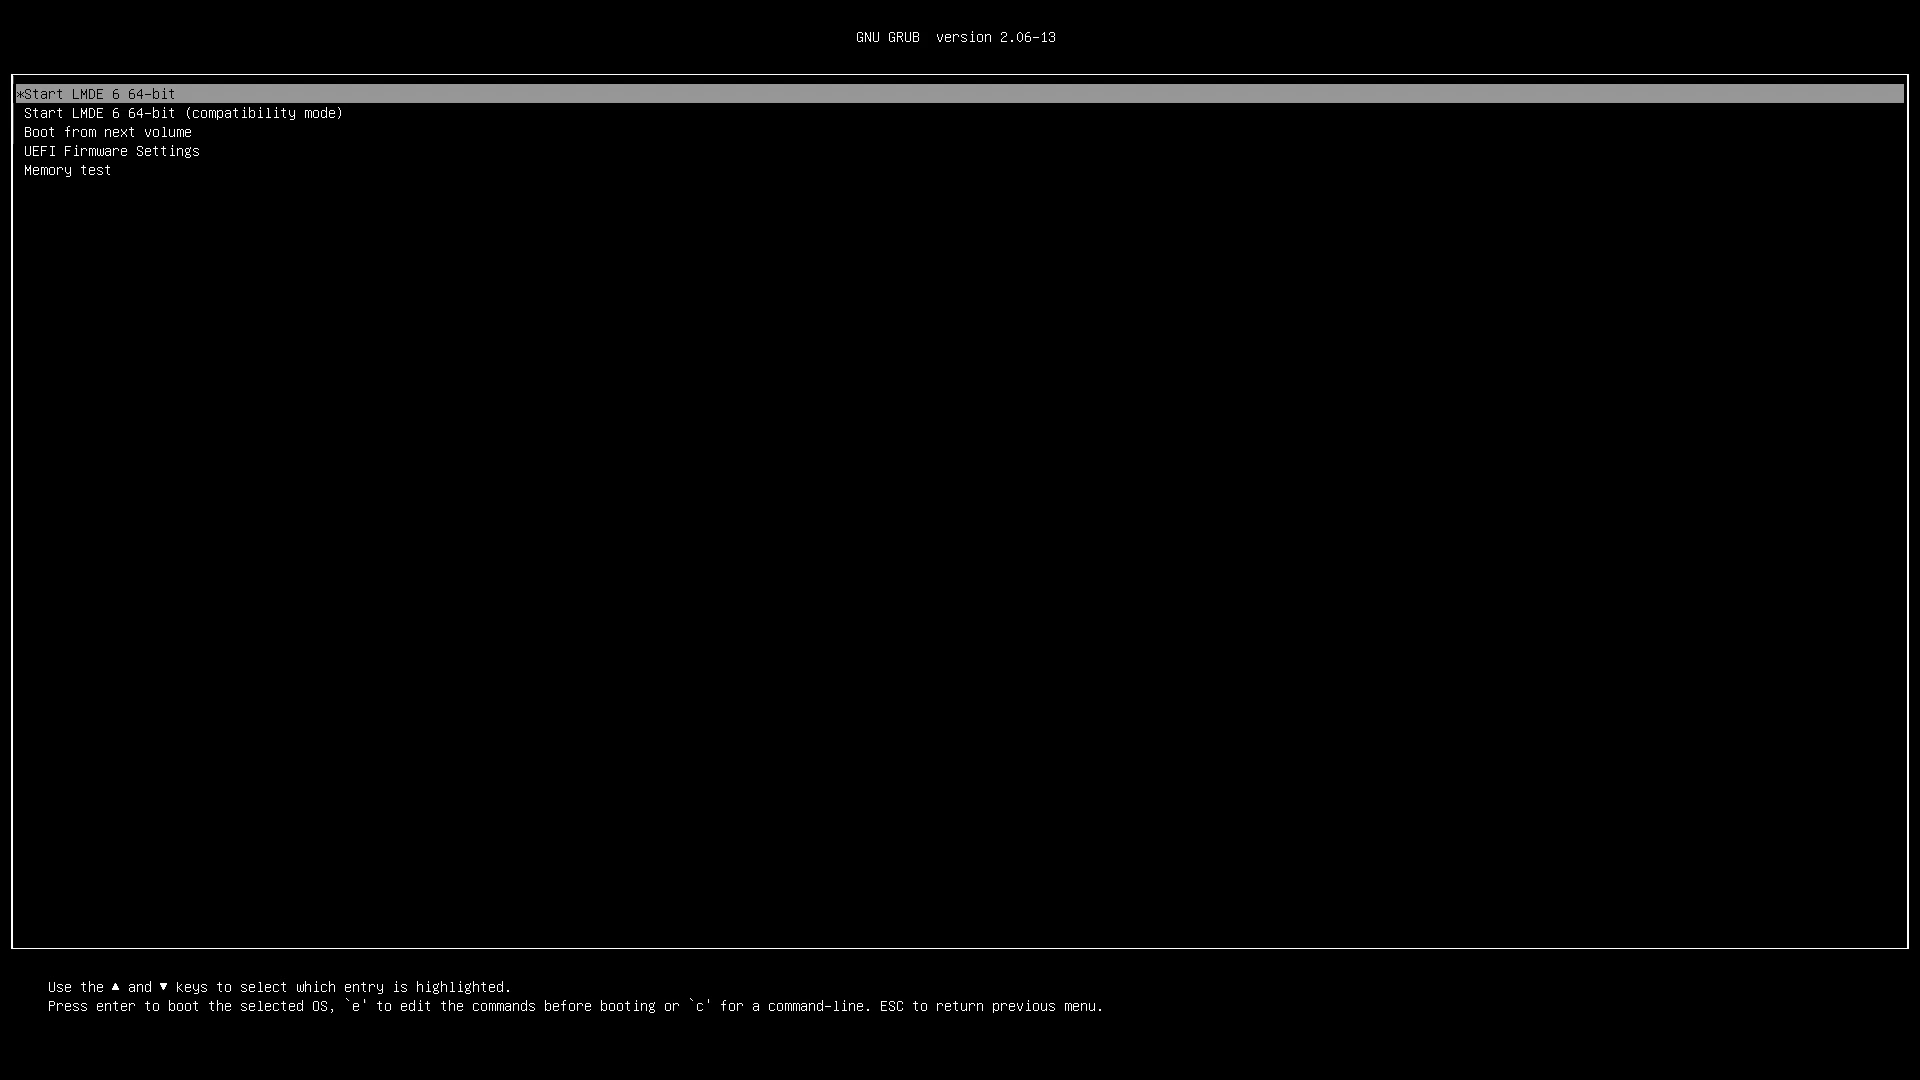 GNU GRUB  version 2.06-13
*Start LMDE 6 64-bit
Start LMDE 6 64-bit (compatibility mode)
Boot from next volume
UEFI Firmware Settings
Memory test
Use the ▲ and ▼ keys to select which entry is highlighted.
Press enter to boot the selected OS, `e' to edit the commands before booting or `c' for a command-line. ESC to return previous menu.